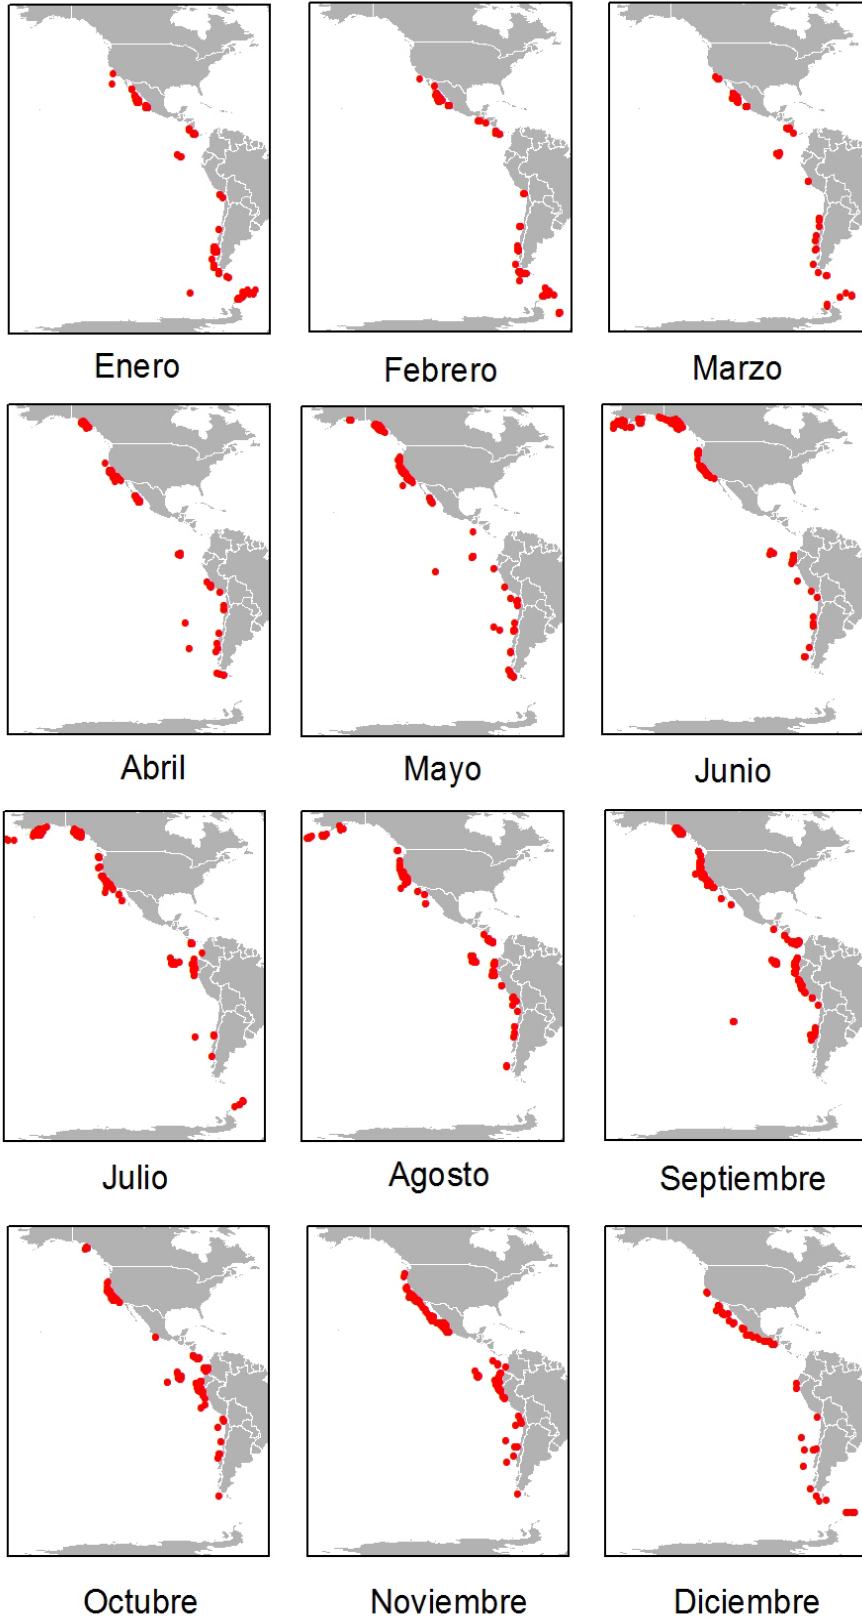 Enero
Febrero
Marzo
Abril
Mayo
Junio
Julio
Agosto
Septiembre
Octubre
Noviembre
Diciembre